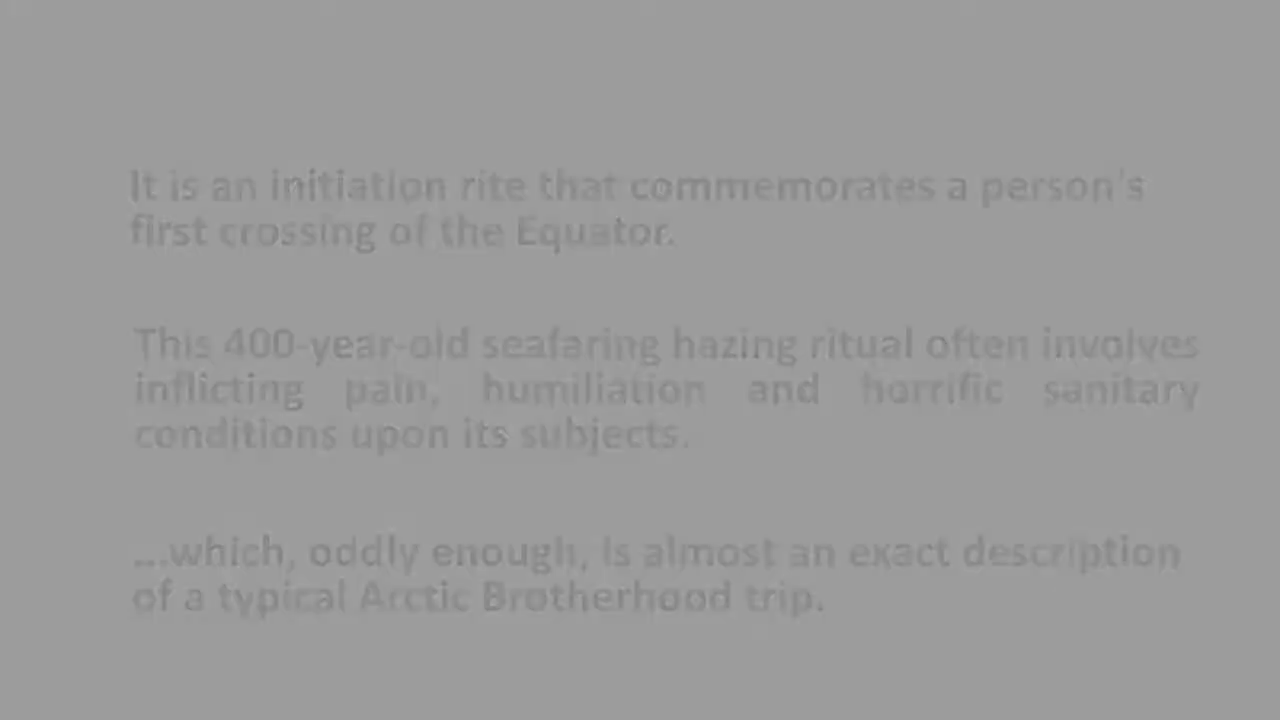 It is an initiation rite that commemorates a person's
first crossing of the Equator.
This 400-year-old seafaring hazing ritual often involves
inflicting pain, humiliation and horrific sanitary
conditions upon its subjects.
...which, oddly enough, is almost an exact description
of a typical Arctic Brotherhood trip.